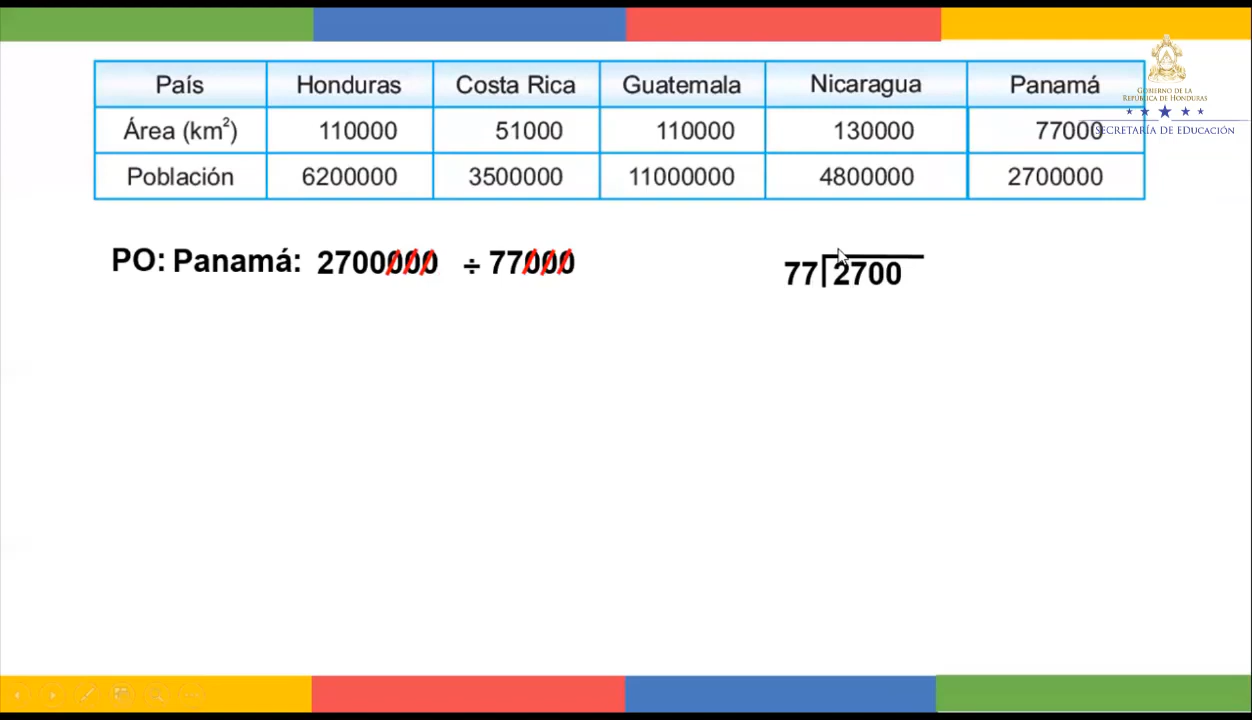 País Honduras Costa Rica Guatemala Nicaragua Panamá
Área (km²) 110000 51000 110000 130000 77000
Población 6200000 3500000 11000000 4800000 2700000
GOBIERNO DE LA
REPÚBLICA DE HONDURAS
SECRETARÍA DE EDUCACIÓN
PO: Panamá: 2700000 ÷ 77000
77 2700